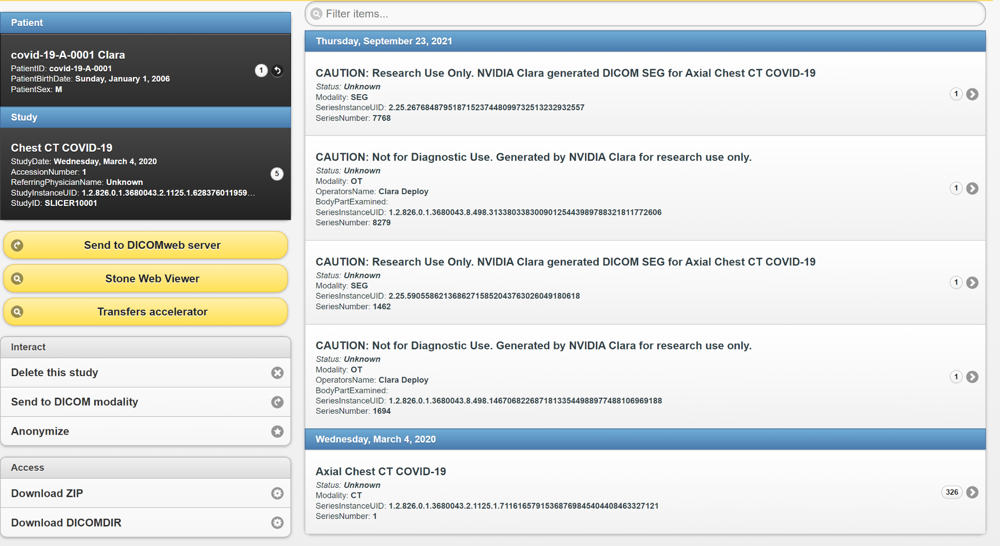 Patient
covid-19-A-0001 Clara
PatientID: covid-19-A-0001
PatientBirthDate: Sunday, January 1, 2006
PatientSex: M
1
Study
Chest CT COVID-19
StudyDate: Wednesday, March 4, 2020
AccessionNumber: 1
ReferringPhysicianName: Unknown
StudyInstanceUID: 1.2.826.0.1.3680043.2.1125.1.628376011959...
StudyID: SLICER10001
5
Send to DICOMweb server
Stone Web Viewer
Transfers accelerator
Interact
Delete this study
Send to DICOM modality
Anonymize
Access
Download ZIP
Download DICOMDIR
Filter items...
Thursday, September 23, 2021
CAUTION: Research Use Only. NVIDIA Clara generated DICOM SEG for Axial Chest CT COVID-19
Status: Unknown
Modality: SEG
SeriesInstanceUID: 2.25.267684879518715237448099732513232932557
SeriesNumber: 7768
1
CAUTION: Not for Diagnostic Use. Generated by NVIDIA Clara for research use only.
Status: Unknown
Modality: OT
OperatorsName: Clara Deploy
BodyPartExamined:
SeriesInstanceUID: 1.2.826.0.1.3680043.8.498.31338033830090125443989788321811772606
SeriesNumber: 8279
1
CAUTION: Research Use Only. NVIDIA Clara generated DICOM SEG for Axial Chest CT COVID-19
Status: Unknown
Modality: SEG
SeriesInstanceUID: 2.25.59055862136862715852043763026049180618
SeriesNumber: 1462
1
CAUTION: Not for Diagnostic Use. Generated by NVIDIA Clara for research use only.
Status: Unknown
Modality: OT
OperatorsName: Clara Deploy
BodyPartExamined:
SeriesInstanceUID: 1.2.826.0.1.3680043.8.498.14670682268718133544988977488106969188
SeriesNumber: 1694
1
Wednesday, March 4, 2020
Axial Chest CT COVID-19
Status: Unknown
Modality: CT
SeriesInstanceUID: 1.2.826.0.1.3680043.2.1125.1.71161657915368769845404408463327121
SeriesNumber: 1
326